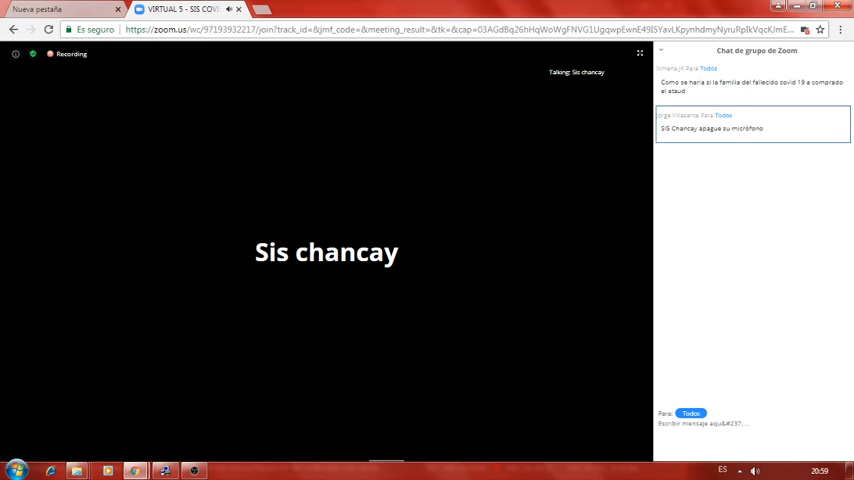 Nueva pestaña
VIRTUAL 5 - SIS COVI
Es seguro
https://zoom.us/wc/97193932217/join?track_id=&jmf_code=&meeting_result=&tk=&cap=03AGdBq26hHqWoWgFNVG1UgqwpEwnE49I5YavLKpynhdmyNyruRpIkVqcKJmE...
Recording
Talking: Sis chancay
Sis chancay
Chat de grupo de Zoom
Ximena JK Para Todos
Como se haria si la familia del fallecido covid 19 a comprado
el ataud
Jorge Villacante Para Todos
SIS Chancay apague su micrófono
Para: Todos
Escribir mensaje aqu&#237;...
ES
20:59